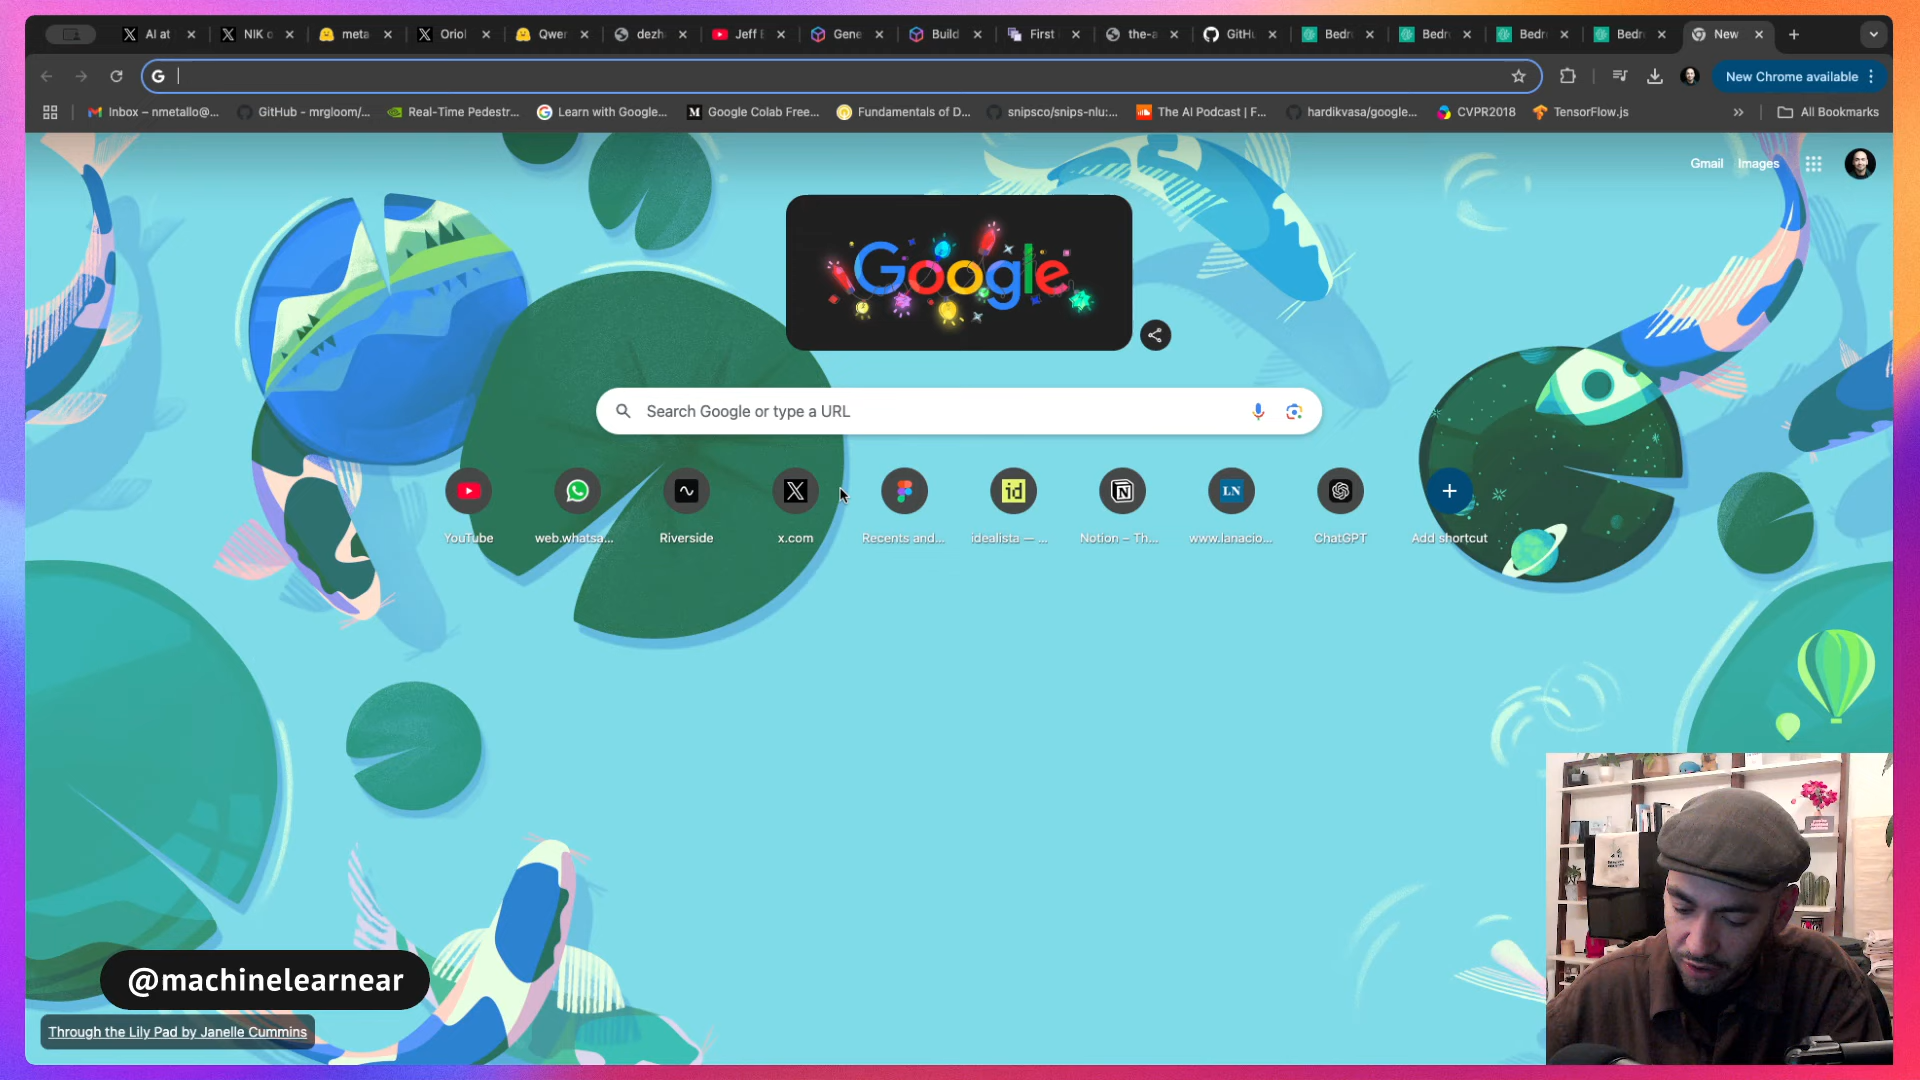 AI at
NIK o
meta
Oriol
Qwer
dezh
Jeff E
Gene
Build
First
the-a
GitHu
Bedr
Bedr
Bedr
Bedr
New
New Chrome available
Inbox – nmetallo@...
GitHub - mrgloom/...
Real-Time Pedestr...
Learn with Google...
Google Colab Free...
Fundamentals of D...
snipsco/snips-nlu:...
The AI Podcast | F...
hardikvasa/google...
CVPR2018
TensorFlow.js
All Bookmarks
Gmail
Images
Google
Search Google or type a URL
YouTube
web.whatsa...
Riverside
x.com
Recents and...
id
idealista — ...
Notion – Th...
LN
www.lanacio...
ChatGPT
Add shortcut
@machinelearnear
Through the Lily Pad by Janelle Cummins